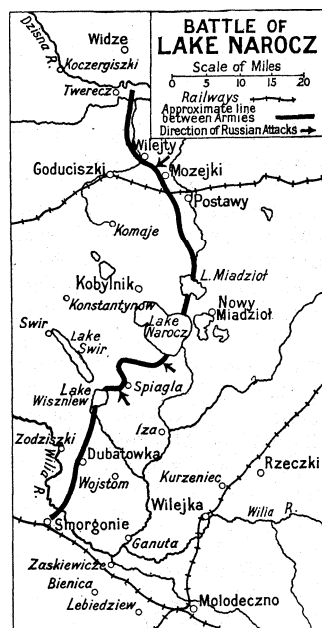 BATTLE OF
LAKE NAROCZ
Scale of Miles
0 5 10 15 20
Railways
Approximate line
between Armies
Direction of Russian Attacks
Dzisna R.
Widze
Koczergiszki
Twerecz
Wilejty
Goduciszki
Mozejki
Postawy
Komaje
L. Miadzioł
Kobylnik
Konstantynow
Nowy
Miadzioł
Lake
Narocz
Swir
Lake
Swir
Spiagla
Lake
Wiszniew
Iza
Zodziszki
Wilia R.
Dubatowka
Wojstom
Kurzeniec
Rzeczki
Wilejka
Wilia R.
Smorgonie
Ganuta
Zaskiewicze
Bienica
Lebiedziew
Molodeczno